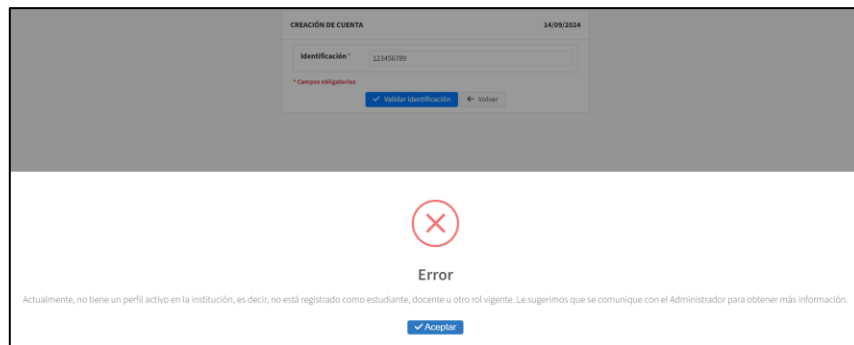 CREACIÓN DE CUENTA 14/09/2024
Identificación * 123456789
* Campos obligatorios
Validar identificación Volver
Error
Actualmente, no tiene un perfil activo en la institución, es decir, no está registrado como estudiante, docente u otro rol vigente. Le sugerimos que se comunique con el Administrador para obtener más información.
Aceptar